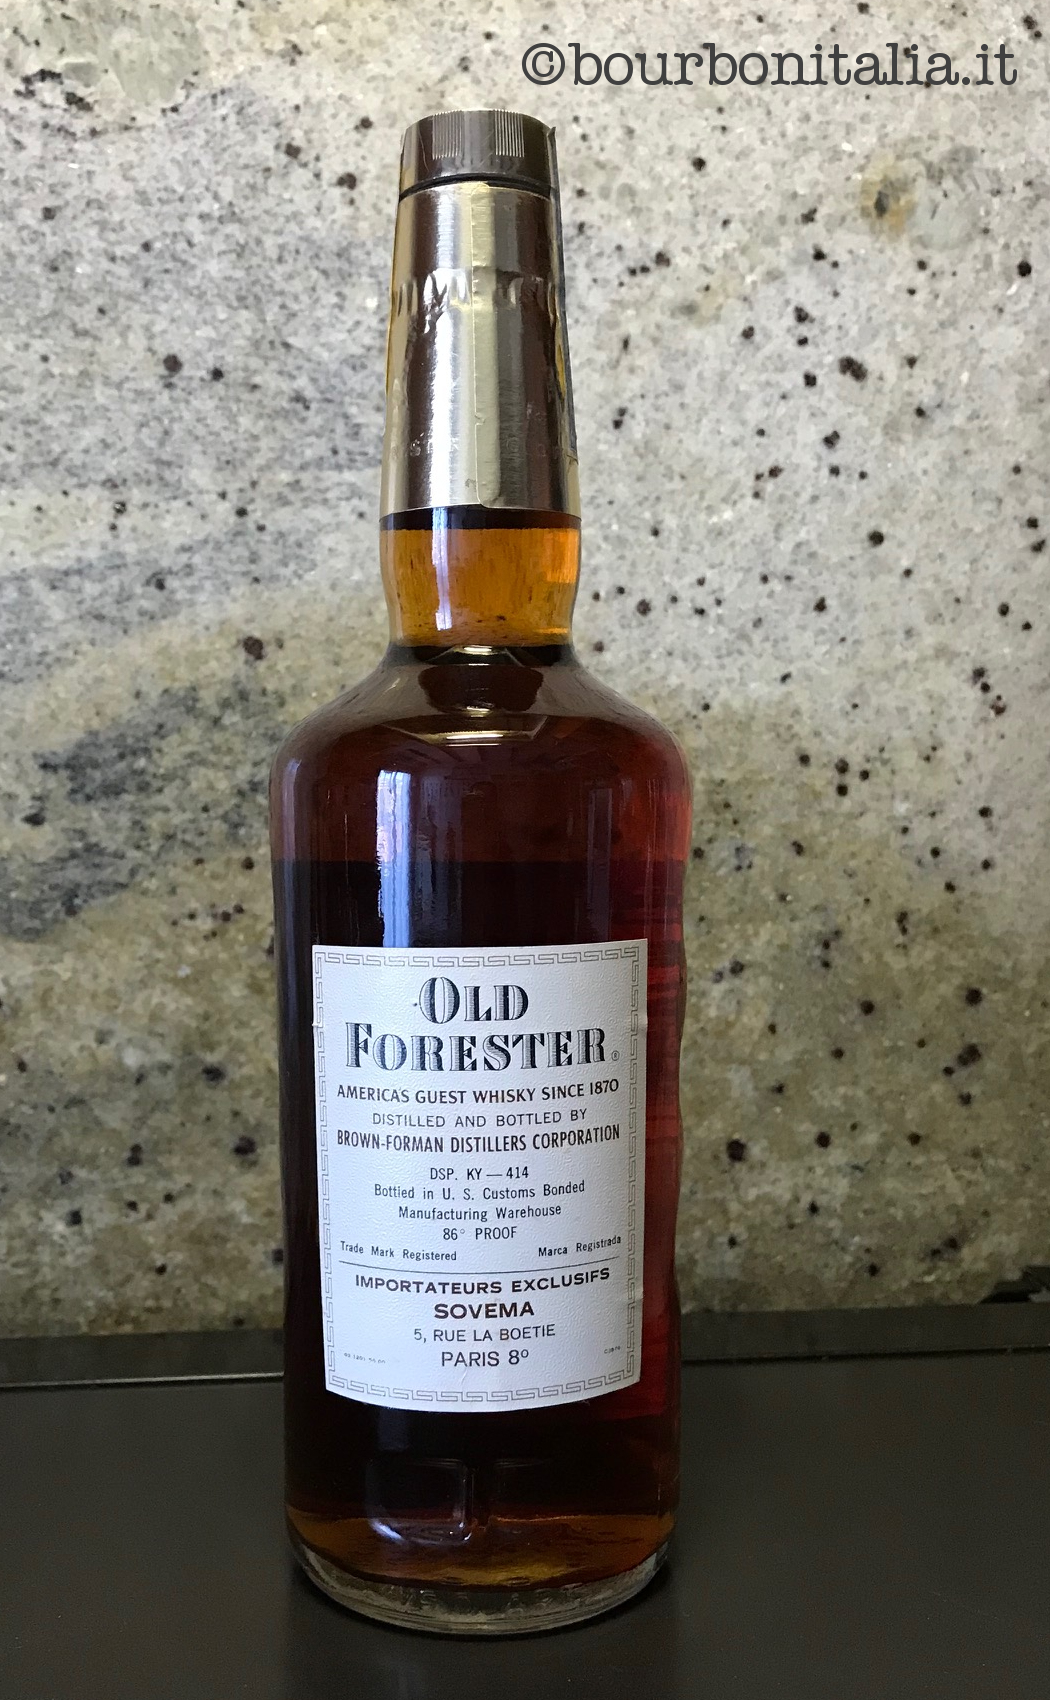 ©bourbonitalia.it
OLD
FORESTER®
AMERICA'S GUEST WHISKY SINCE 1870
DISTILLED AND BOTTLED BY
BROWN-FORMAN DISTILLERS CORPORATION
DSP. KY — 414
Bottled in U. S. Customs Bonded
Manufacturing Warehouse
86° PROOF
Trade Mark Registered Marca Registrada
IMPORTATEURS EXCLUSIFS
SOVEMA
5, RUE LA BOETIE
PARIS 8º